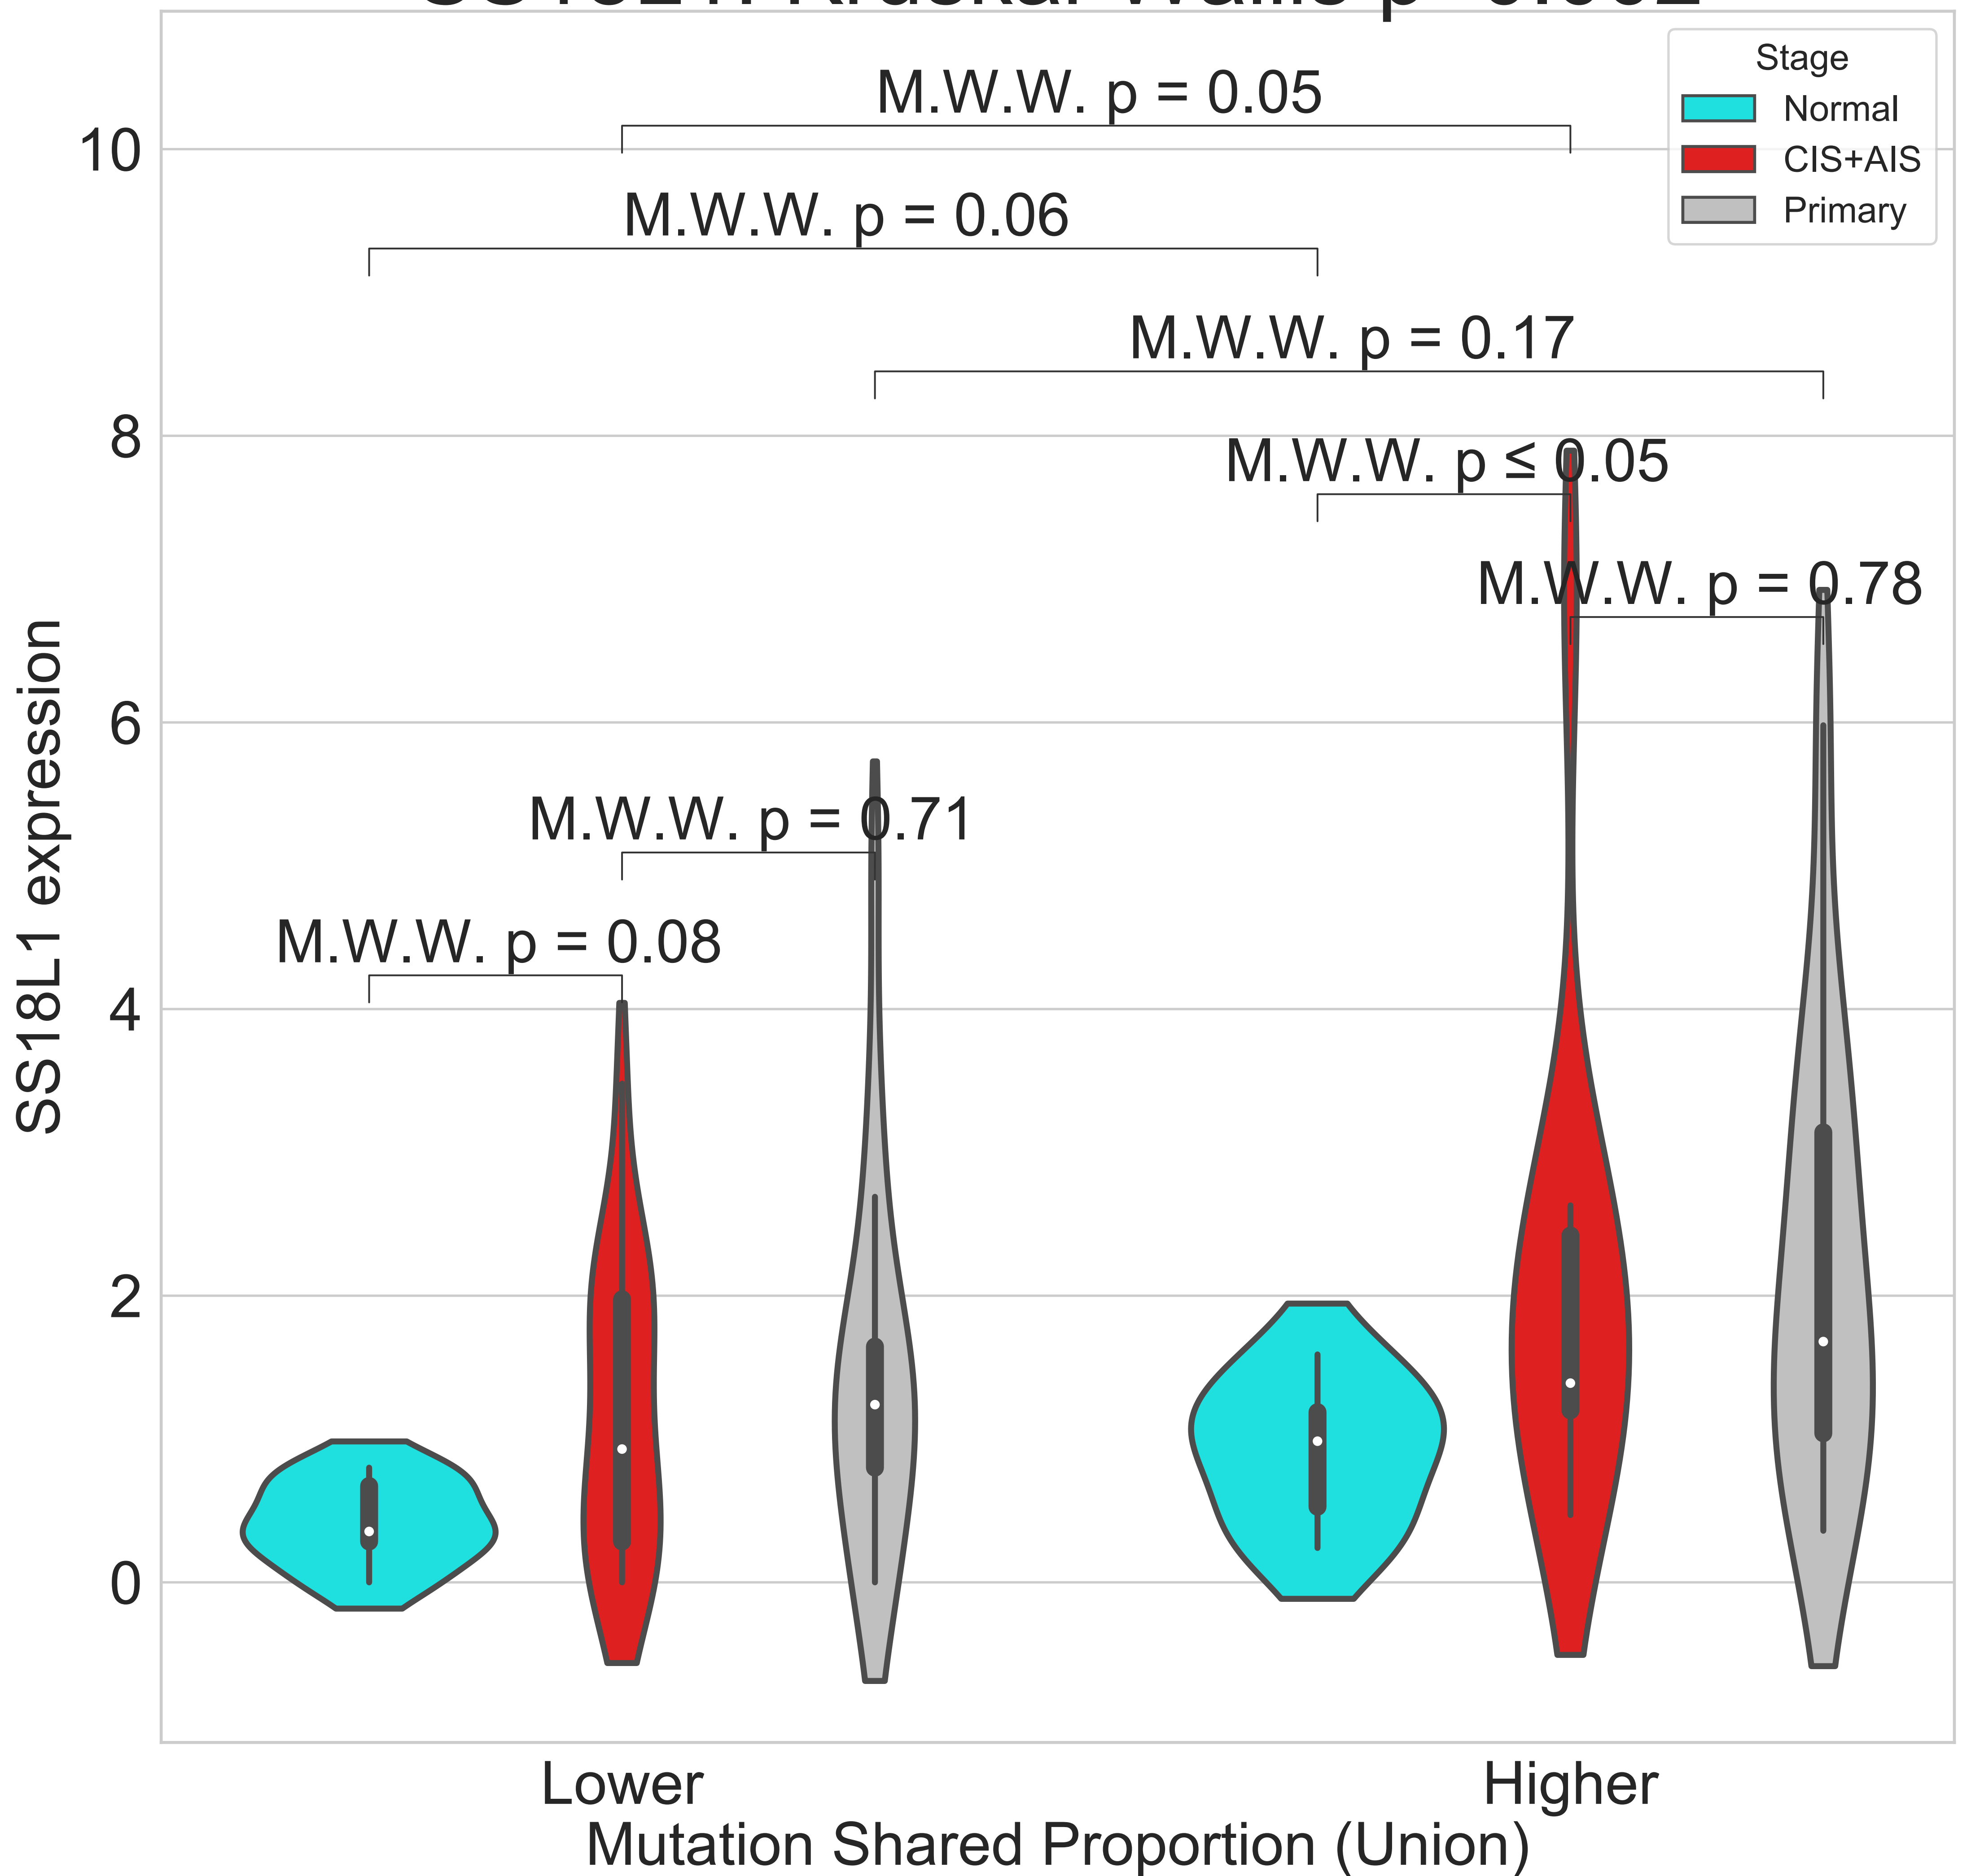 Stage
Normal
CIS+AIS
Primary
M.W.W. p = 0.05
M.W.W. p = 0.06
M.W.W. p = 0.17
M.W.W. p ≤ 0.05
M.W.W. p = 0.78
M.W.W. p = 0.71
M.W.W. p = 0.08
10
8
6
4
2
0
SS18L1 expression
Lower
Higher
Mutation Shared Proportion (Union)